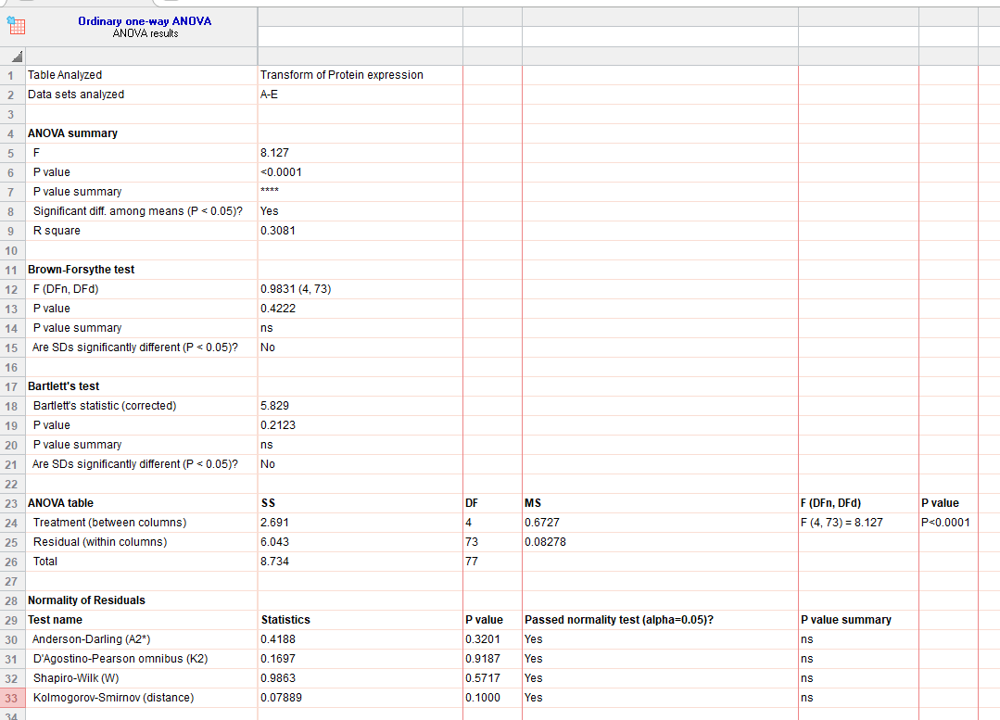 Ordinary one-way ANOVA
ANOVA results
1 Table Analyzed Transform of Protein expression
2 Data sets analyzed A-E
3
4 ANOVA summary
5 F 8.127
6 P value <0.0001
7 P value summary ****
8 Significant diff. among means (P < 0.05)? Yes
9 R square 0.3081
10
11 Brown-Forsythe test
12 F (DFn, DFd) 0.9831 (4, 73)
13 P value 0.4222
14 P value summary ns
15 Are SDs significantly different (P < 0.05)? No
16
17 Bartlett's test
18 Bartlett's statistic (corrected) 5.829
19 P value 0.2123
20 P value summary ns
21 Are SDs significantly different (P < 0.05)? No
22
23 ANOVA table SS DF MS F (DFn, DFd) P value
24 Treatment (between columns) 2.691 4 0.6727 F (4, 73) = 8.127 P<0.0001
25 Residual (within columns) 6.043 73 0.08278
26 Total 8.734 77
27
28 Normality of Residuals
29 Test name Statistics P value Passed normality test (alpha=0.05)? P value summary
30 Anderson-Darling (A2*) 0.4188 0.3201 Yes ns
31 D'Agostino-Pearson omnibus (K2) 0.1697 0.9187 Yes ns
32 Shapiro-Wilk (W) 0.9863 0.5717 Yes ns
33 Kolmogorov-Smirnov (distance) 0.07889 0.1000 Yes ns
34